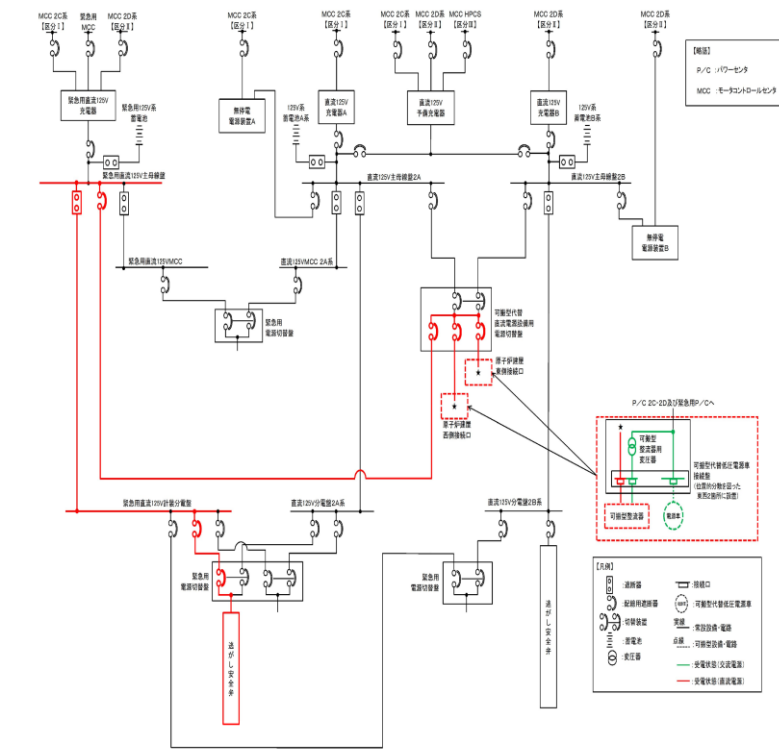 MCC 2C系
【区分Ⅰ】
緊急用
MCC
MCC 2D系
【区分Ⅱ】
MCC 2C系
【区分Ⅰ】
MCC 2C系
【区分Ⅰ】
MCC 2C系
【区分Ⅰ】
MCC 2D系
【区分Ⅱ】
MCC HPCS
【区分Ⅲ】
MCC 2D系
【区分Ⅱ】
MCC 2D系
【区分Ⅱ】
【略語】
P/C :パワーセンタ
MCC :モータコントロールセンタ
緊急用直流125V
充電器
緊急用125V系
蓄電池
無停電
電源装置A
125V系
蓄電池A系
直流125V
充電器A
直流125V
予備充電器
直流125V
充電器B
125V系
蓄電池B系
緊急用直流125V主母線盤
直流125V主母線盤2A
直流125V主母線盤2B
無停電
電源装置B
緊急用直流125VMCC
直流125VMCC 2A系
緊急用
電源切替盤
可搬型代替
直流電源設備用
電源切替盤
原子炉建屋
東側接続口
原子炉建屋
西側接続口
P/C 2C・2D及び緊急用P/Cへ
可搬型
整流器用
変圧器
可搬型代替低圧電源車
接続盤
(位置的分散を図った
東西2箇所に設置)
可搬型整流器
電源車
緊急用直流125V計装分電盤
直流125V分電盤2A系
直流125V分電盤2B系
緊急用
電源切替盤
緊急用
電源切替盤
逃がし安全弁
逃がし安全弁
【凡例】
:遮断器
:配線用遮断器
:切替装置
:蓄電池
:変圧器
:接続口
:可搬型代替低圧電源車
実線
:常設設備・電路
点線
:可搬型設備・電路
:受電状態(交流電源)
:受電状態(直流電源)